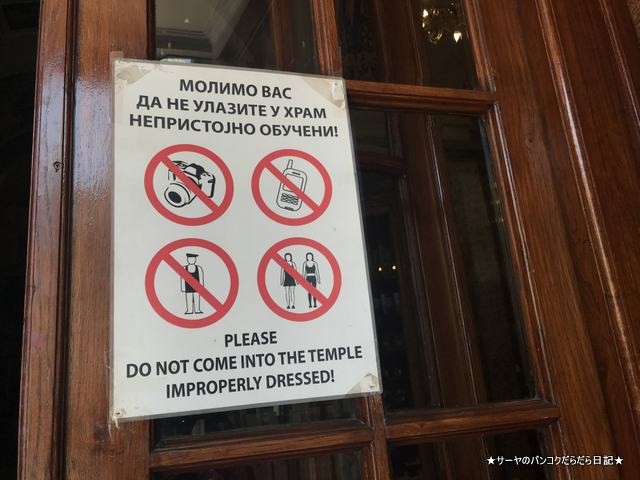 МОЛИМО ВАС
ДА НЕ УЛАЗИТЕ У ХРАМ
НЕПРИСТОЈНО ОБУЧЕНИ!
PLEASE
DO NOT COME INTO THE TEMPLE
IMPROPERLY DRESSED!
★サーヤのバンコクだらだら日記★